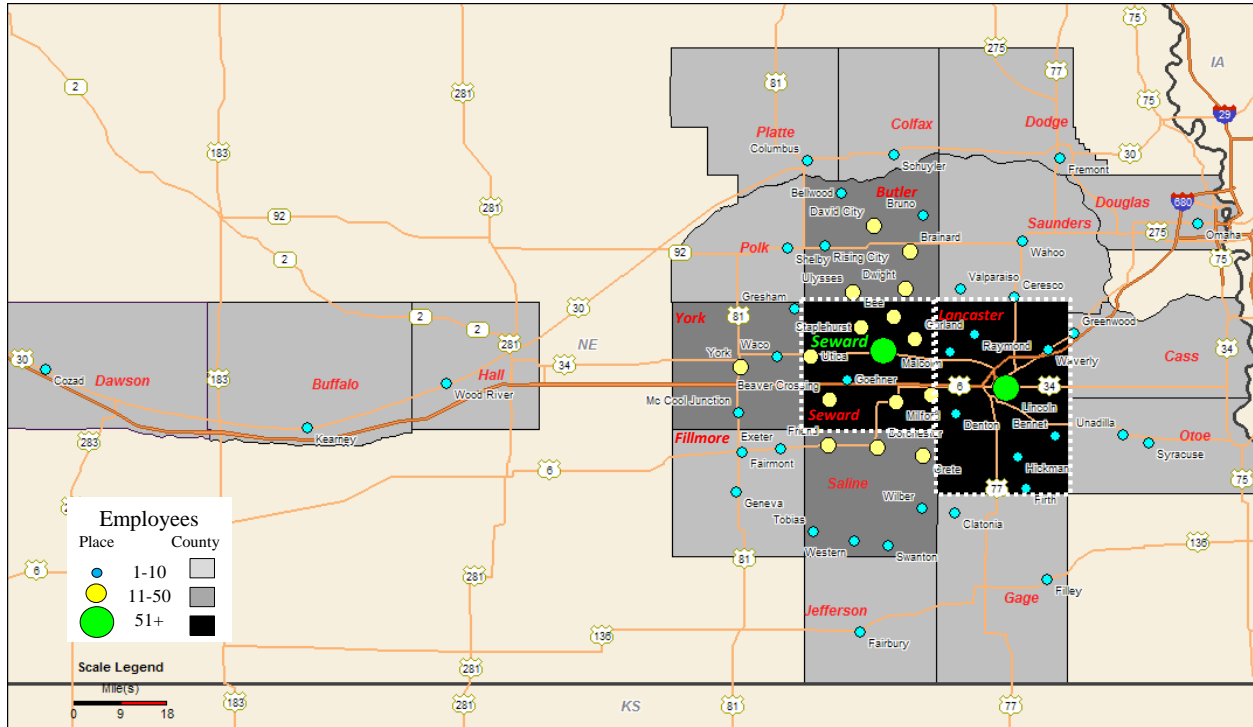 75
275
77
IA
2
281
81
75
29
Platte
Colfax
Dodge
183
Columbus
Schuyler
30
Fremont
Bellwood
Butler
Bruno
Douglas
680
281
David City
Saunders
92
Brainard
275
Omaha
Polk
92
Shelby
Rising City
Wahoo
2
Ulysses
Dwight
Valparaiso
75
Gresham
Bee
Ceresco
30
York
81
Staplehurst
Garland
Lancaster
Greenwood
2
2
281
NE
34
Waco
Seward
Raymond
Waverly
Cass
34
30
York
Utica
Malcolm
Cozad
Dawson
183
Buffalo
Hall
Wood River
Beaver Crossing
Goehner
6
34
Mc Cool Junction
Seward
Milford
Lincoln
Kearney
Denton
Bennet
Unadilla
283
Fillmore
Exeter
Friend
Dorchester
Otoe
6
Fairmont
Syracuse
Saline
Crete
Hickman
75
Geneva
Wilber
77
Firth
Employees
Tobias
Clatonia
Place
County
Western
Swanton
136
6
1-10
81
281
11-50
Filley
51+
Jefferson
Gage
136
Fairbury
Scale Legend
281
Mile(s)
0 9 18
183
281
KS
81
77